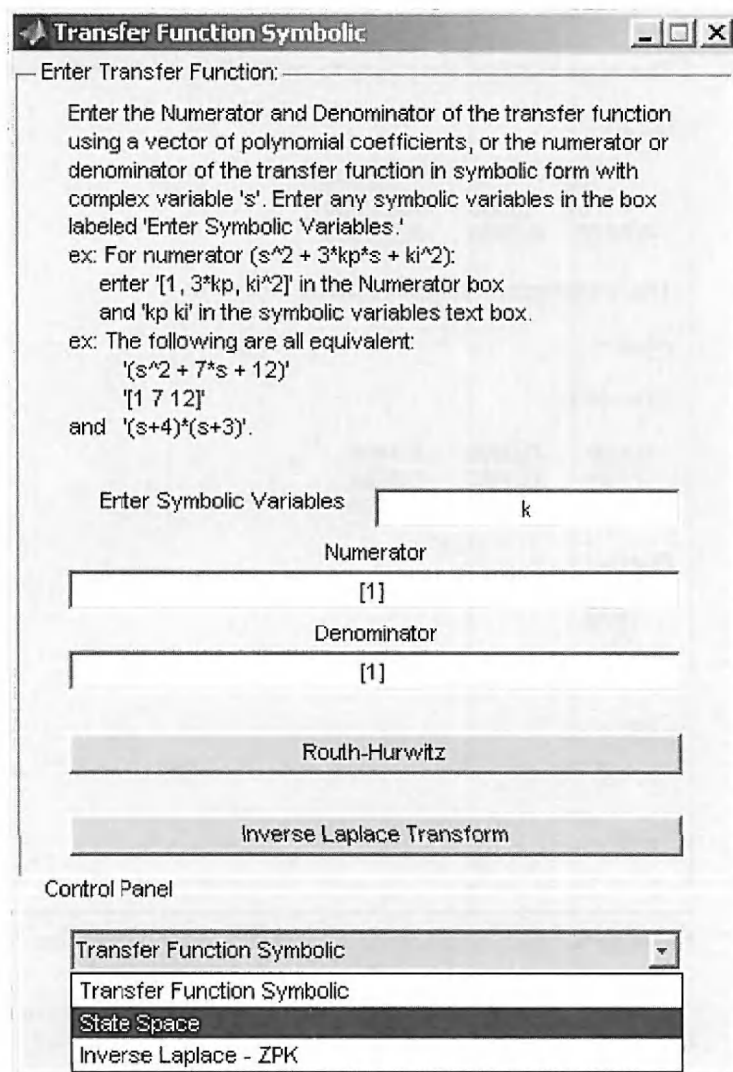 Transfer Function Symbolic
Enter Transfer Function:
Enter the Numerator and Denominator of the transfer function
using a vector of polynomial coefficients, or the numerator or
denominator of the transfer function in symbolic form with
complex variable 's'. Enter any symbolic variables in the box
labeled 'Enter Symbolic Variables.'
ex: For numerator (s^2 + 3*kp*s + ki^2):
enter '[1, 3*kp, ki^2]' in the Numerator box
and 'kp ki' in the symbolic variables text box.
ex: The following are all equivalent:
'(s^2 + 7*s + 12)'
'[1 7 12]'
and '(s+4)*(s+3)'.
Enter Symbolic Variables k
Numerator
[1]
Denominator
[1]
Routh-Hurwitz
Inverse Laplace Transform
Control Panel
Transfer Function Symbolic
Transfer Function Symbolic
State Space
Inverse Laplace - ZPK